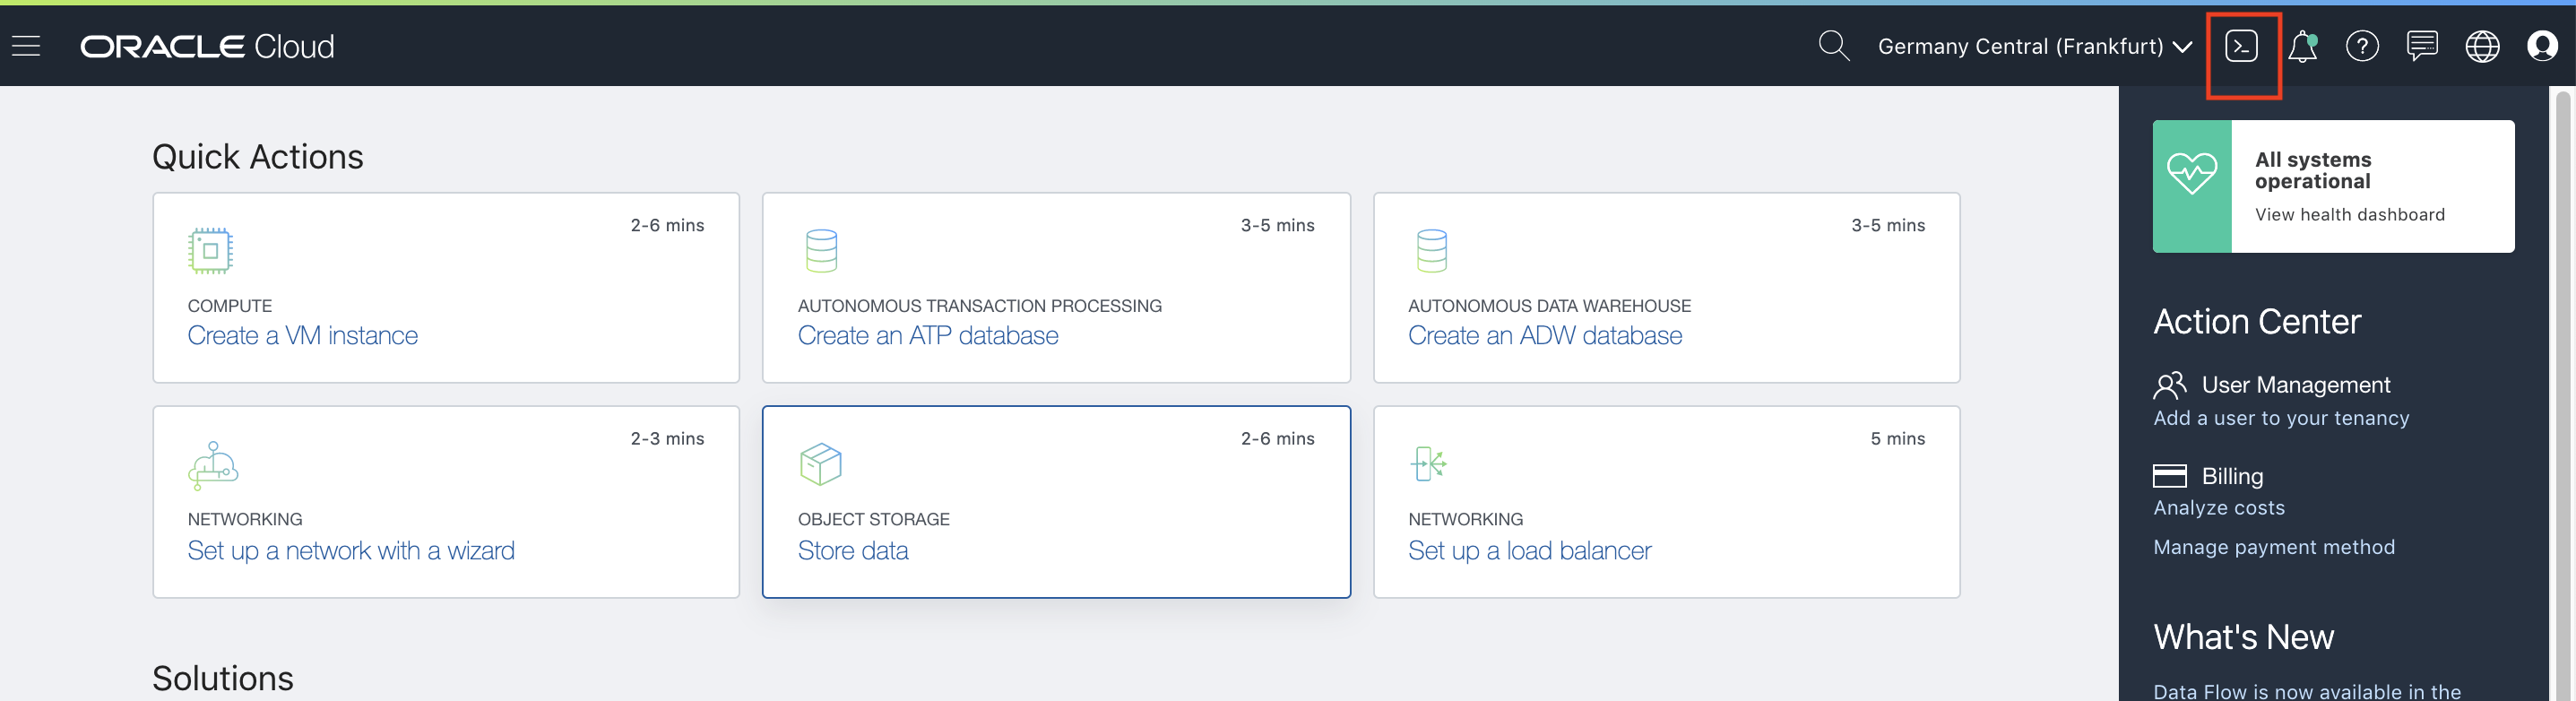 ORACLE Cloud
Germany Central (Frankfurt)
Quick Actions
2-6 mins
COMPUTE
Create a VM instance
3-5 mins
AUTONOMOUS TRANSACTION PROCESSING
Create an ATP database
3-5 mins
AUTONOMOUS DATA WAREHOUSE
Create an ADW database
2-3 mins
NETWORKING
Set up a network with a wizard
2-6 mins
OBJECT STORAGE
Store data
5 mins
NETWORKING
Set up a load balancer
Solutions
All systems
operational
View health dashboard
Action Center
User Management
Add a user to your tenancy
Billing
Analyze costs
Manage payment method
What's New
Data Flow is now available in the